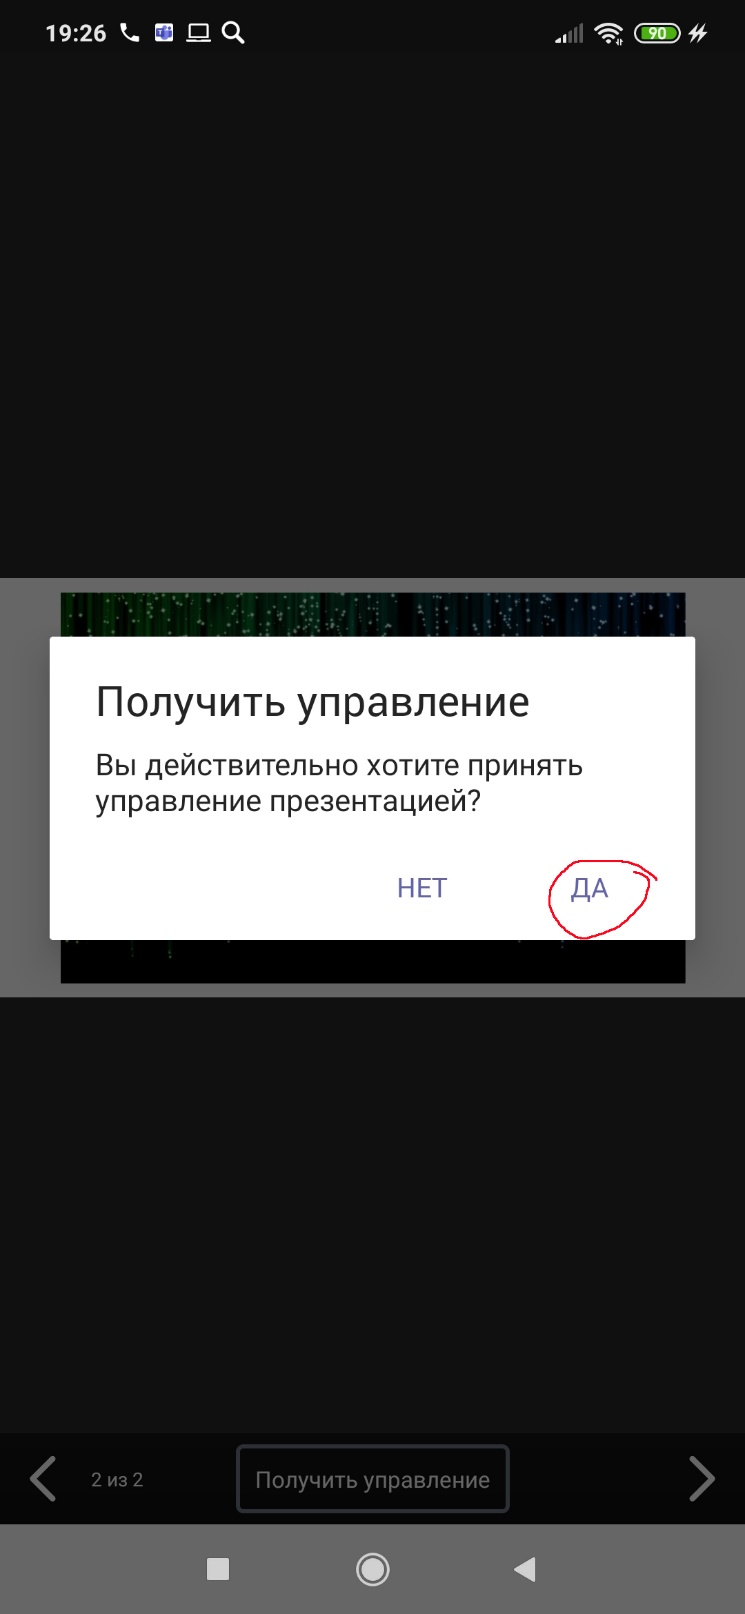 19:26
90
Получить управление
Вы действительно хотите принять
управление презентацией?
НЕТ ДА
2 из 2 Получить управление